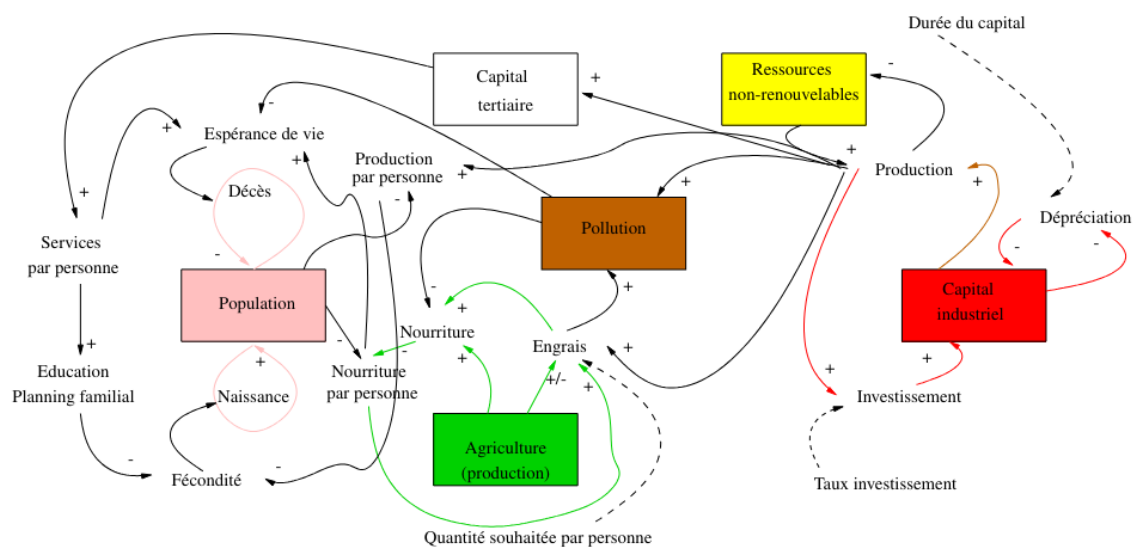 Durée du capital
Capital
tertiaire
+
Ressources
non-renouvelables
-
-
+
Espérance de vie
+
Production
par personne
+
+
Production
+
Décès
-
+
+
Services
par personne
-
Pollution
Dépréciation
-
-
Population
-
+
Capital
industriel
-
Nourriture
+
-
+
Engrais
+
+
Education
Planning familial
+
Naissance
Nourriture
par personne
+/-
+
+
+
Investissement
Agriculture
(production)
-
Fécondité
-
Taux investissement
Quantité souhaitée par personne